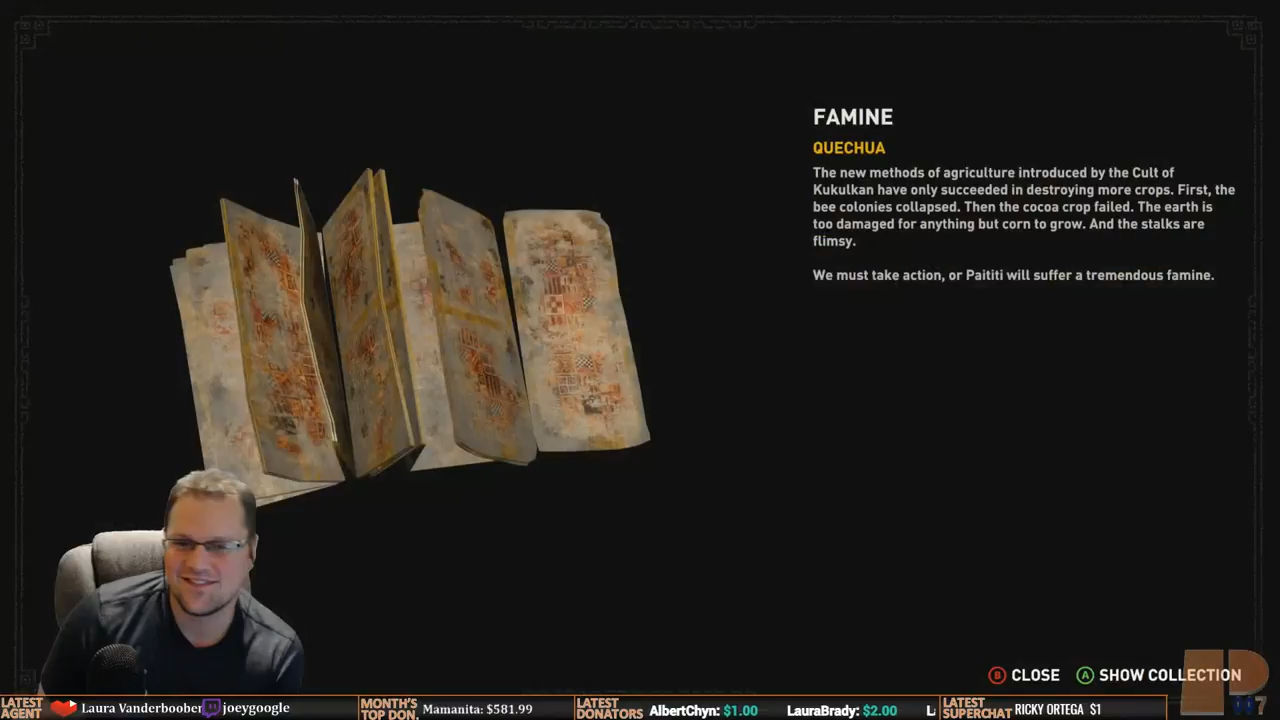 FAMINE
QUECHUA
The new methods of agriculture introduced by the Cult of
Kukulkan have only succeeded in destroying more crops. First, the
bee colonies collapsed. Then the cocoa crop failed. The earth is
too damaged for anything but corn to grow. And the stalks are
flimsy.
We must take action, or Paititi will suffer a tremendous famine.
B CLOSE A SHOW COLLECTION
LATEST AGENT Laura Vanderbooher joeygoogle MONTH'S TOP DON. Mamanita: $581.99 LATEST DONATORS AlbertChyn: $1.00 LauraBrady: $2.00 L LATEST SUPERCHAT RICKY ORTEGA $1